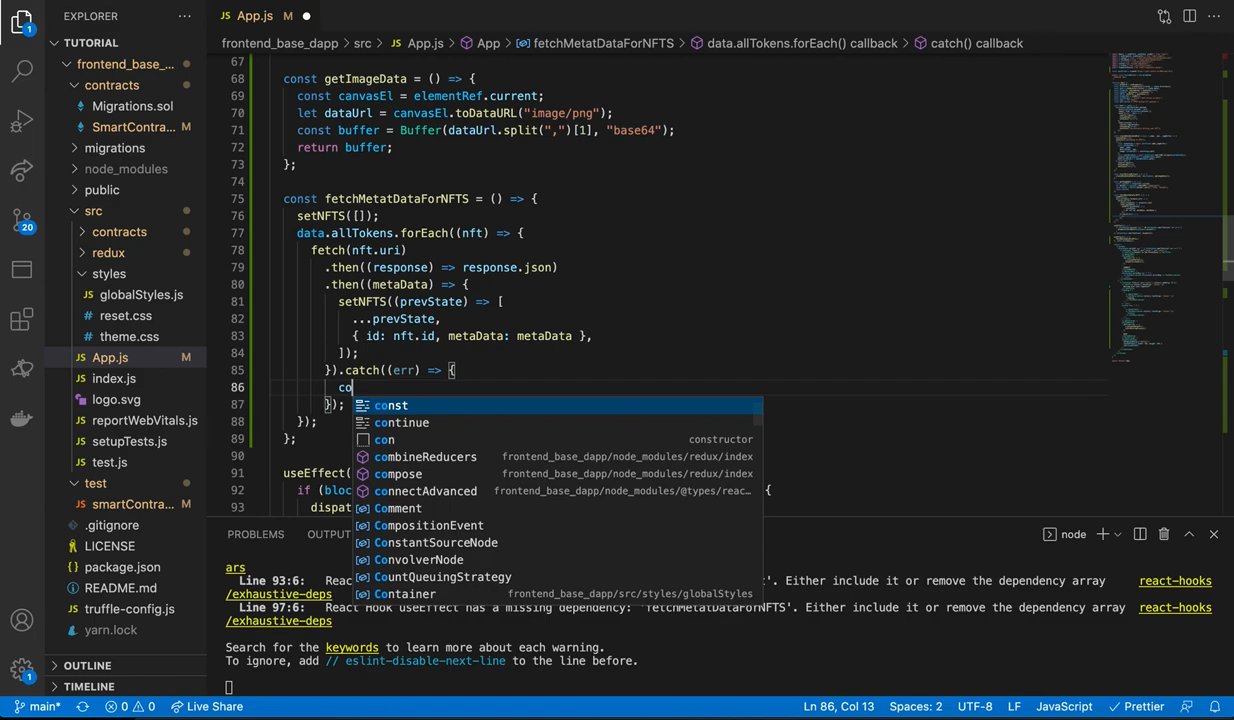 EXPLORER
TUTORIAL
frontend_base_...
contracts
Migrations.sol
SmartContra... M
migrations
node_modules
public
src
contracts
redux
styles
globalStyles.js
reset.css
theme.css
App.js M
index.js
logo.svg
reportWebVitals.js
setupTests.js
test.js
test
smartContra... M
.gitignore
LICENSE
package.json
README.md
truffle-config.js
yarn.lock
OUTLINE
TIMELINE
1
20
1
JS App.js M
frontend_base_dapp > src > JS App.js > App > fetchMetatDataForNFTS > data.allTokens.forEach() callback > catch() callback
67
68 const getImageData = () => {
69 const canvasEl = elementRef.current;
70 let dataUrl = canvasEl.toDataURL("image/png");
71 const buffer = Buffer(dataUrl.split(",")[1], "base64");
72 return buffer;
73 };
74
75 const fetchMetatDataForNFTS = () => {
76 setNFTS([]);
77 data.allTokens.forEach((nft) => {
78 fetch(nft.uri)
79 .then((response) => response.json)
80 .then((metaData) => {
81 setNFTS((prevState) => [
82 ...prevState,
83 { id: nft.id, metaData: metaData },
84 ]);
85 }).catch((err) => {
86 co
87 });
88 });
89 };
90
91 useEffect(
92 if (bloc {
93 dispat
const
continue
con constructor
combineReducers frontend_base_dapp/node_modules/redux/index
compose frontend_base_dapp/node_modules/redux/index
connectAdvanced frontend_base_dapp/node_modules/@types/reac...
Comment
CompositionEvent
ConstantSourceNode
ConvolverNode
CountQueuingStrategy
Container frontend_base_dapp/src/styles/globalStyles
PROBLEMS OUTPU
node
ars
Line 93:6: Reac '. Either include it or remove the dependency array react-hooks
/exhaustive-deps
Line 97:6: React Hook useEffect has a missing dependency: 'fetchMetatDataForNFTS'. Either include it or remove the dependency array react-hooks
/exhaustive-deps
Search for the keywords to learn more about each warning.
To ignore, add // eslint-disable-next-line to the line before.
main* 0 0 Live Share
Ln 86, Col 13 Spaces: 2 UTF-8 LF JavaScript Prettier